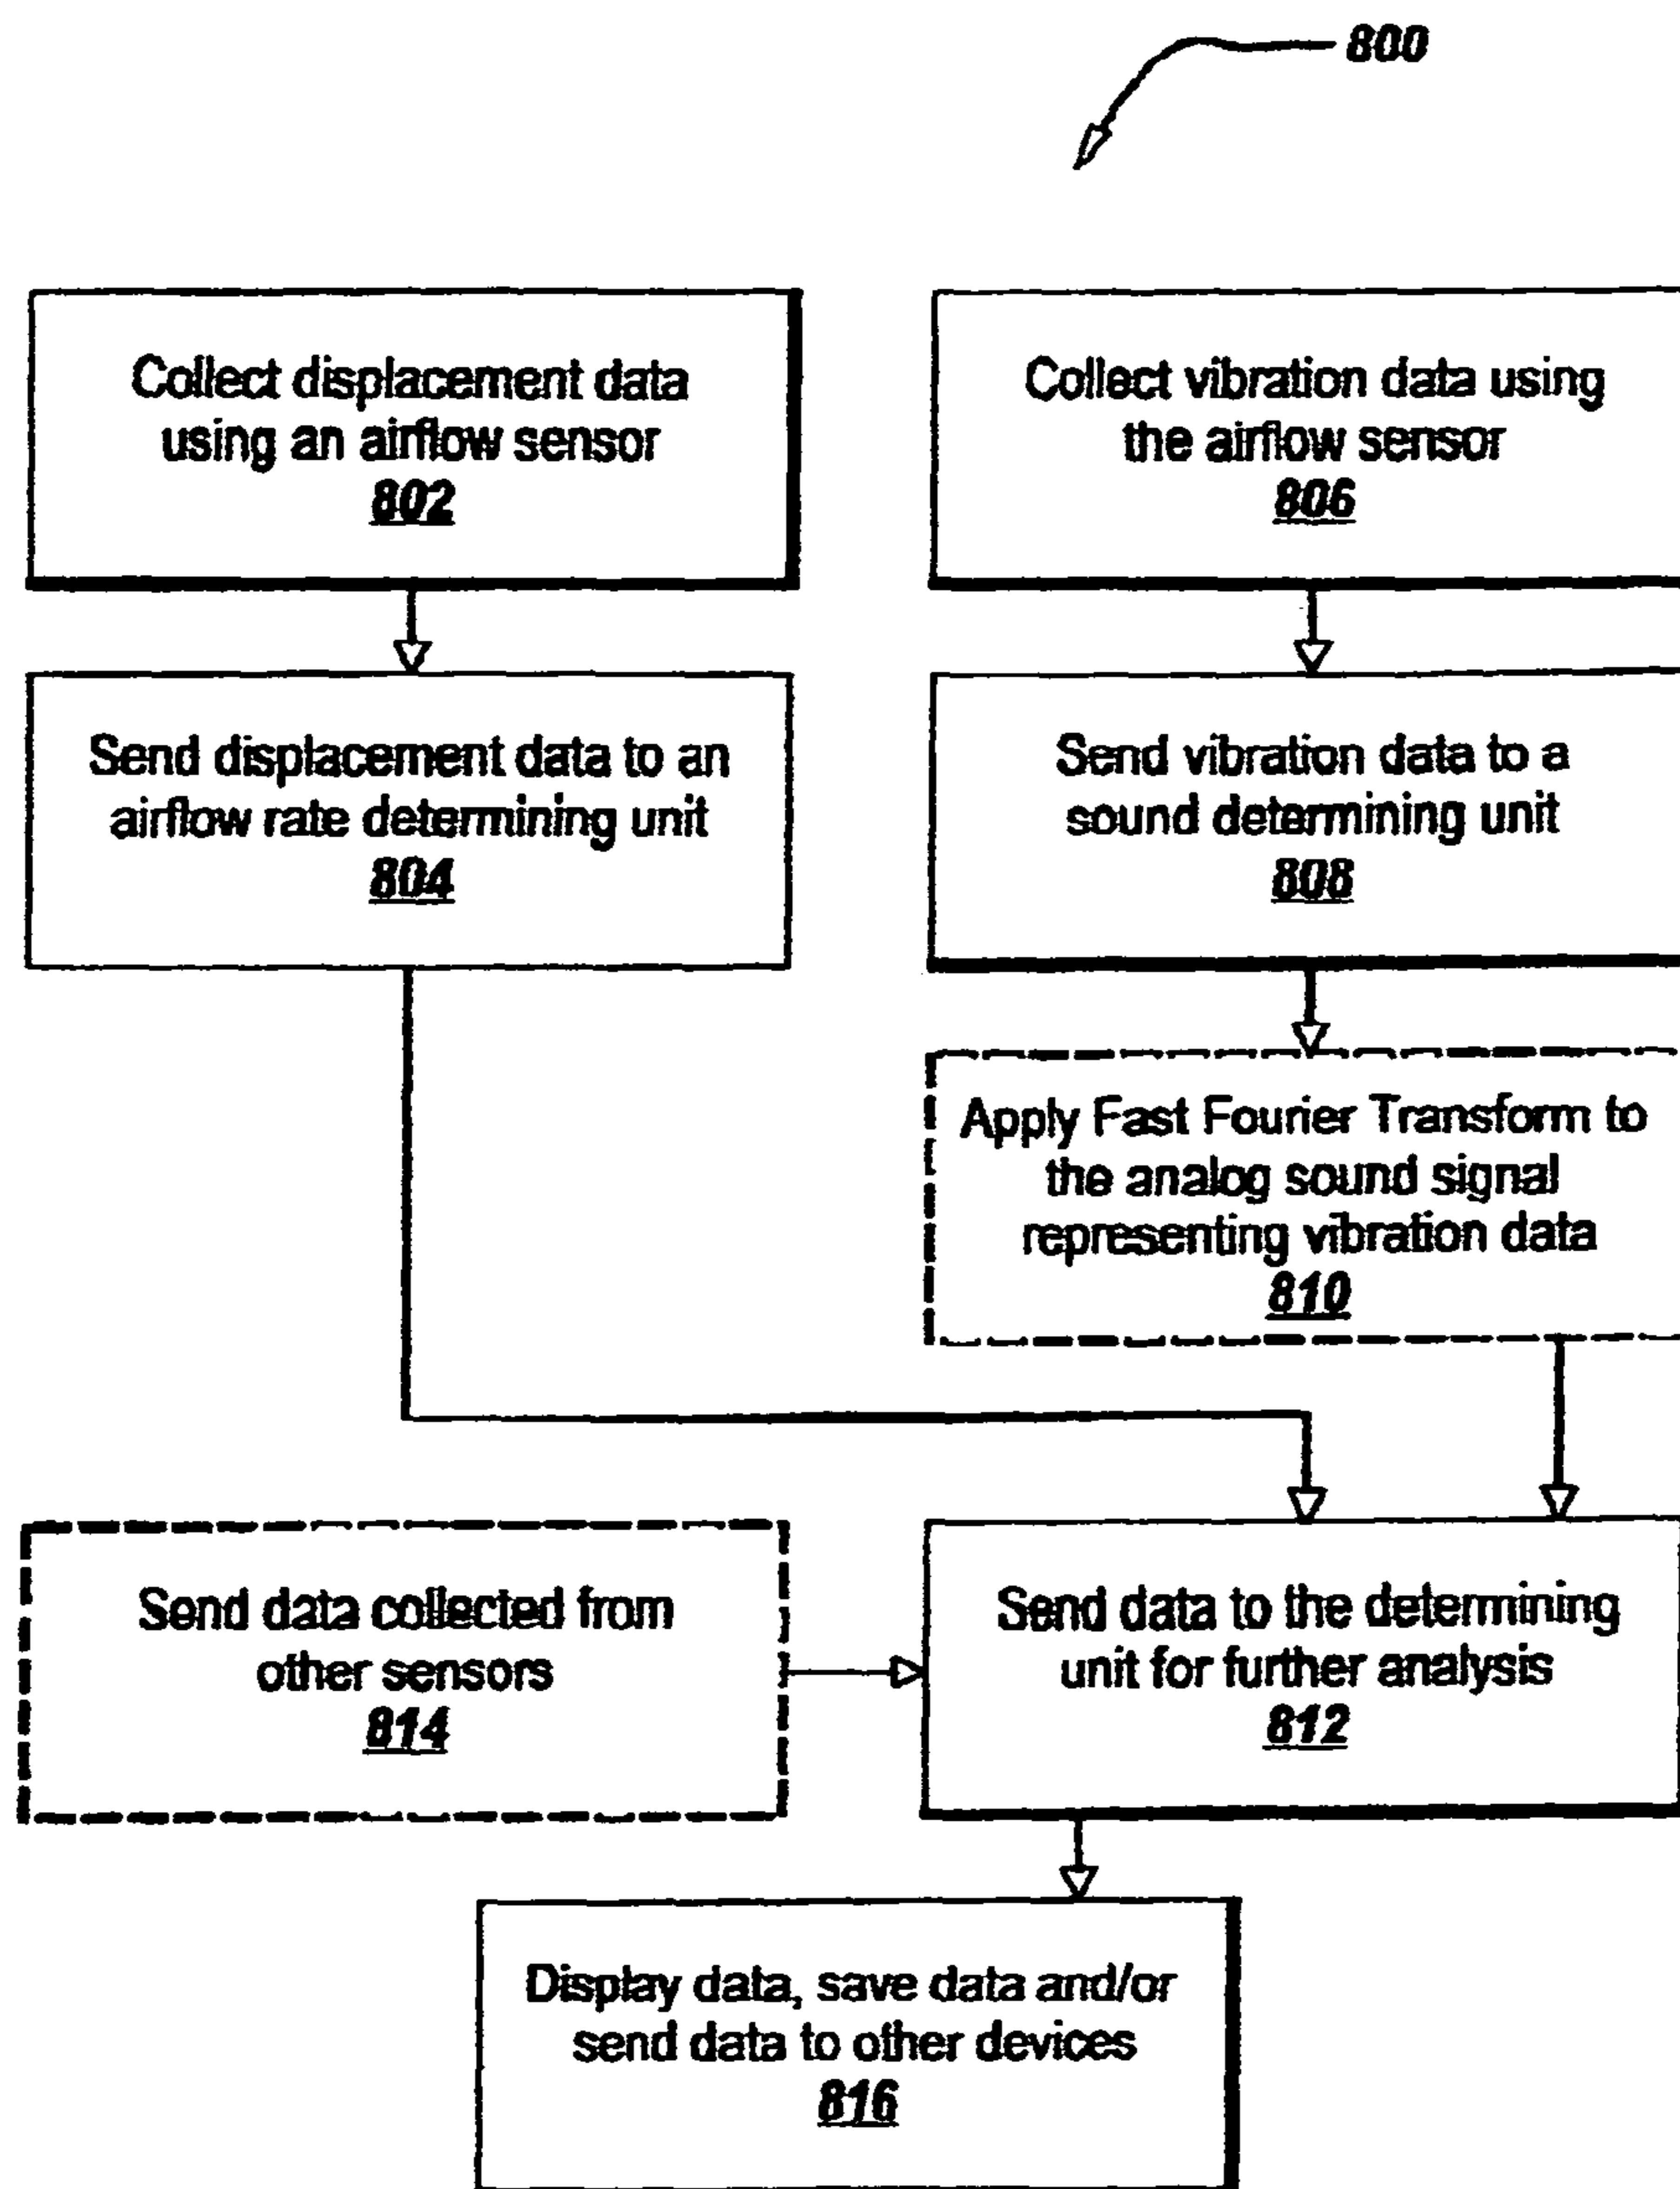 800
Collect displacement data
using an airflow sensor
802
Collect vibration data using
the airflow sensor
806
Send displacement data to an
airflow rate determining unit
804
Send vibration data to a
sound determining unit
808
Apply Fast Fourier Transform to
the analog sound signal
representing vibration data
810
Send data collected from
other sensors
814
Send data to the determining
unit for further analysis
812
Display data, save data and/or
send data to other devices
816